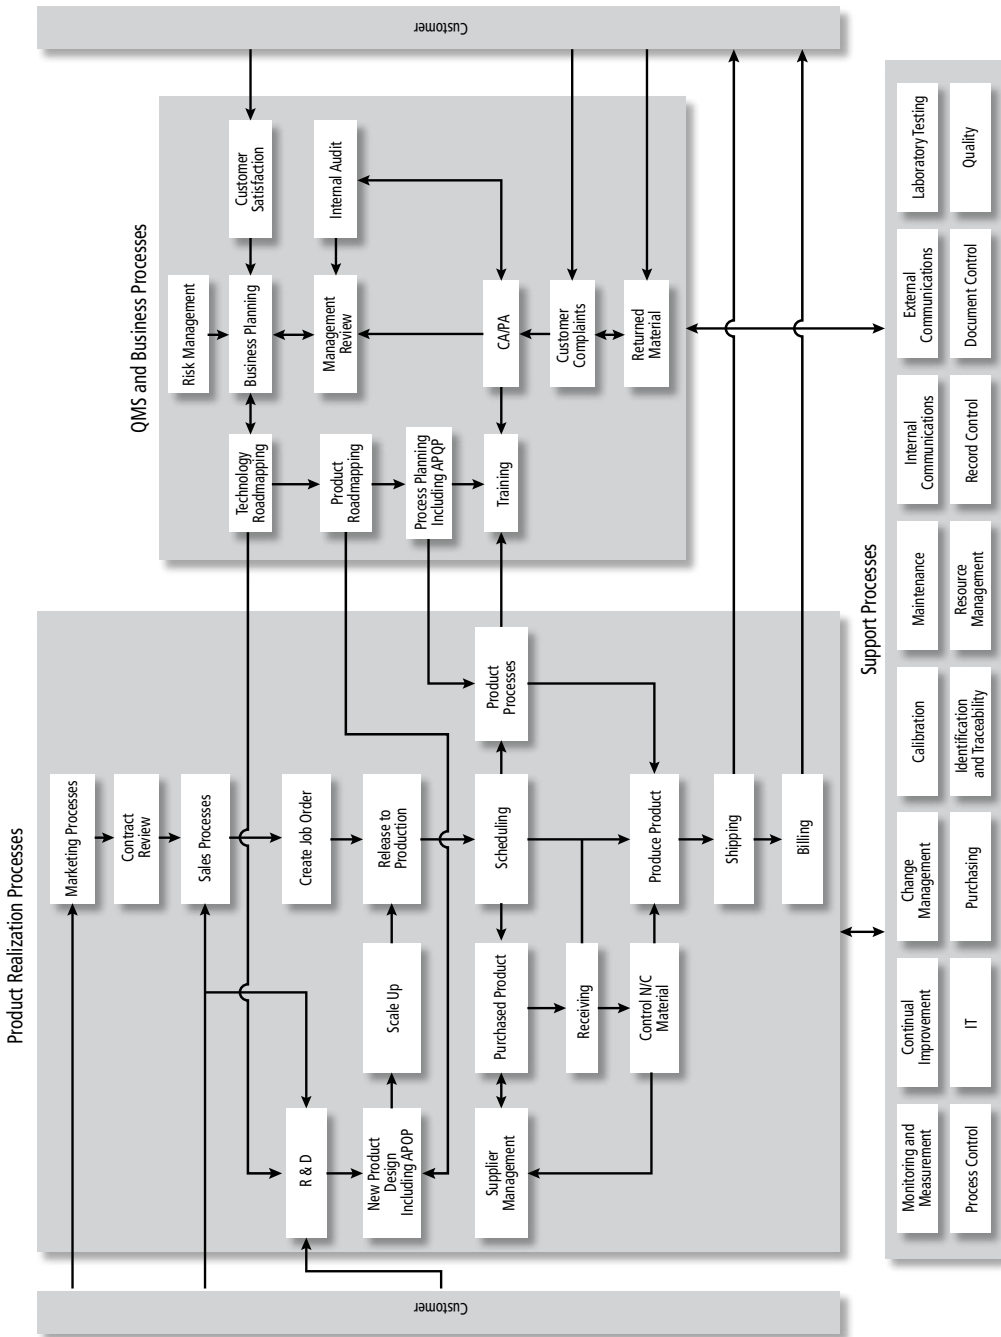 Customer
Product Realization Processes
Marketing Processes
Contract
Review
Sales Processes
Create Job Order
Release to
Production
Scheduling
Produce Product
Shipping
Billing
R & D
New Product
Design
Including APOP
Scale Up
Supplier
Management
Purchased Product
Receiving
Control N/C
Material
Product
Processes
QMS and Business Processes
Technology
Roadmapping
Product
Roadmapping
Process Planning
Including APQP
Training
Risk Management
Business Planning
Management
Review
CA/PA
Customer
Complaints
Returned
Material
Customer
Satisfaction
Internal Audit
Customer
Support Processes
Monitoring and
Measurement
Continual
Improvement
Change
Management
Calibration
Maintenance
Internal
Communications
External
Communications
Laboratory Testing
Process Control
IT
Purchasing
Identification
and Traceability
Resource
Management
Record Control
Document Control
Quality